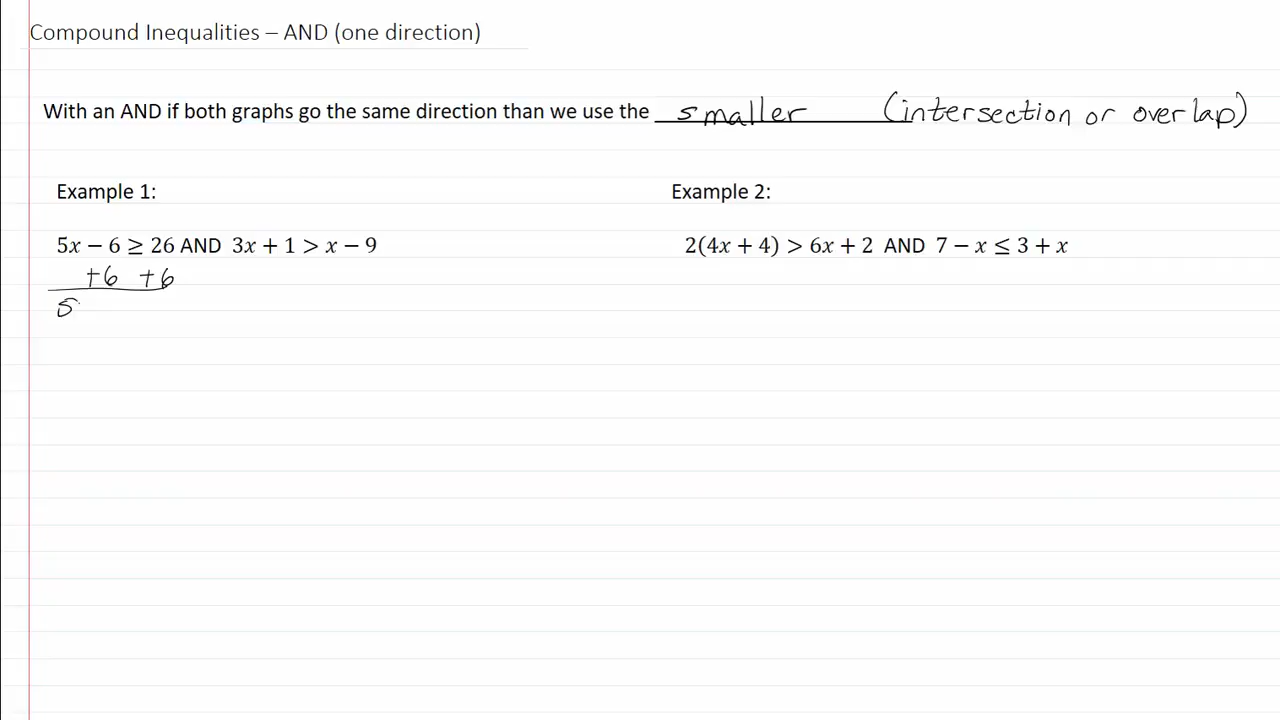 Compound Inequalities – AND (one direction)
With an AND if both graphs go the same direction than we use the smaller (intersection or overlap)
Example 1:
Example 2:
5x − 6 ≥ 26 AND 3x + 1 > x − 9
2(4x + 4) > 6x + 2 AND 7 − x ≤ 3 + x
+6 +6
5